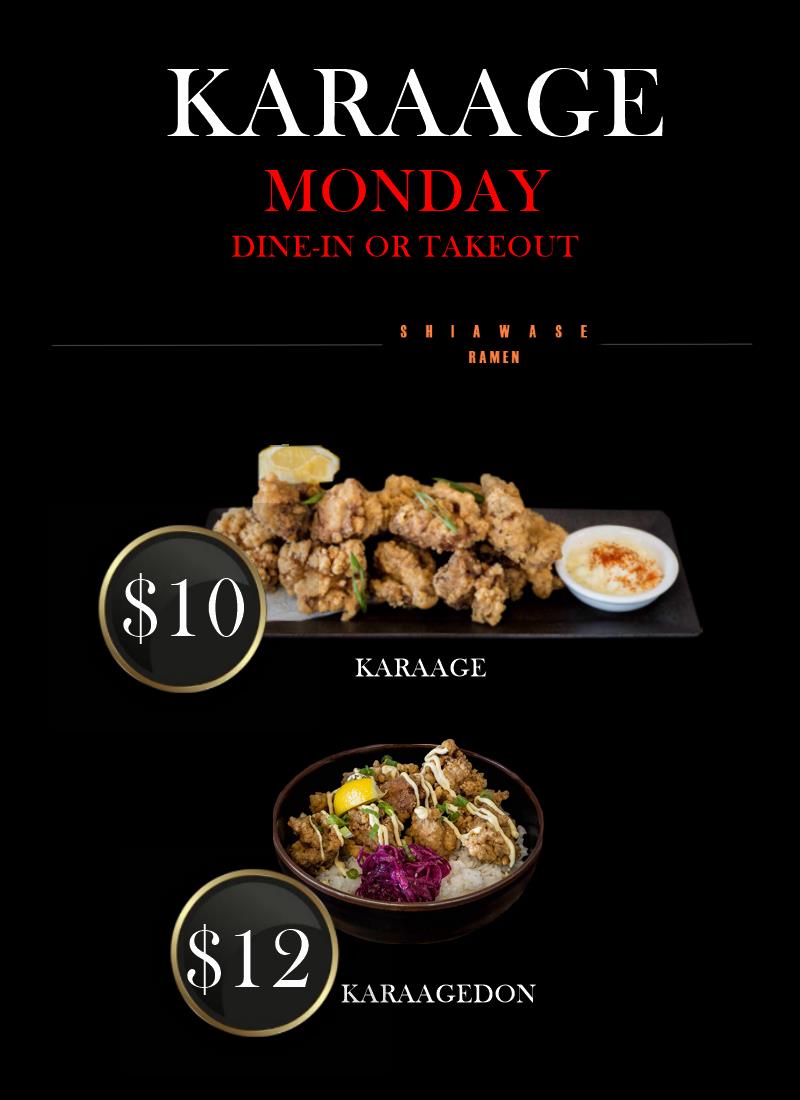 KARAAGE
MONDAY
DINE-IN OR TAKEOUT
SHIAWASE
RAMEN
$10
KARAAGE
$12
KARAAGEDON